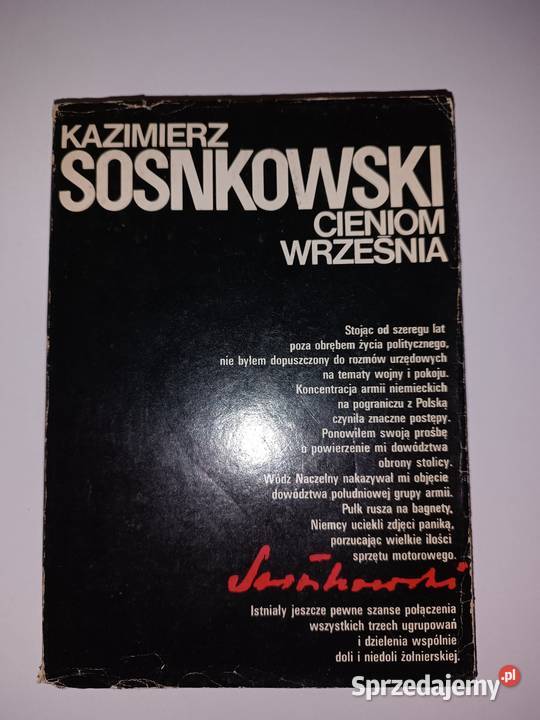 KAZIMIERZ
SOSNKOWSKI
CIENIOM
WRZEŚNIA
Stojąc od szeregu lat
poza obrębem życia politycznego,
nie byłem dopuszczony do rozmów urzędowych
na tematy wojny i pokoju.
Koncentracja armii niemieckich
na pograniczu z Polską
czyniła znaczne postępy.
Ponowiłem swoją prośbę
o powierzenie mi dowództwa
obrony stolicy.
Wódz Naczelny nakazywał mi objęcie
dowództwa południowej grupy armii.
Pułk rusza na bagnety,
Niemcy uciekli zdjęci paniką,
porzucając wielkie ilości
sprzętu motorowego.
Sosnkowski
Istniały jeszcze pewne szanse połączenia
wszystkich trzech ugrupowań
i dzielenia wspólnie
doli i niedoli żołnierskiej.
Sprzedajemy.pl